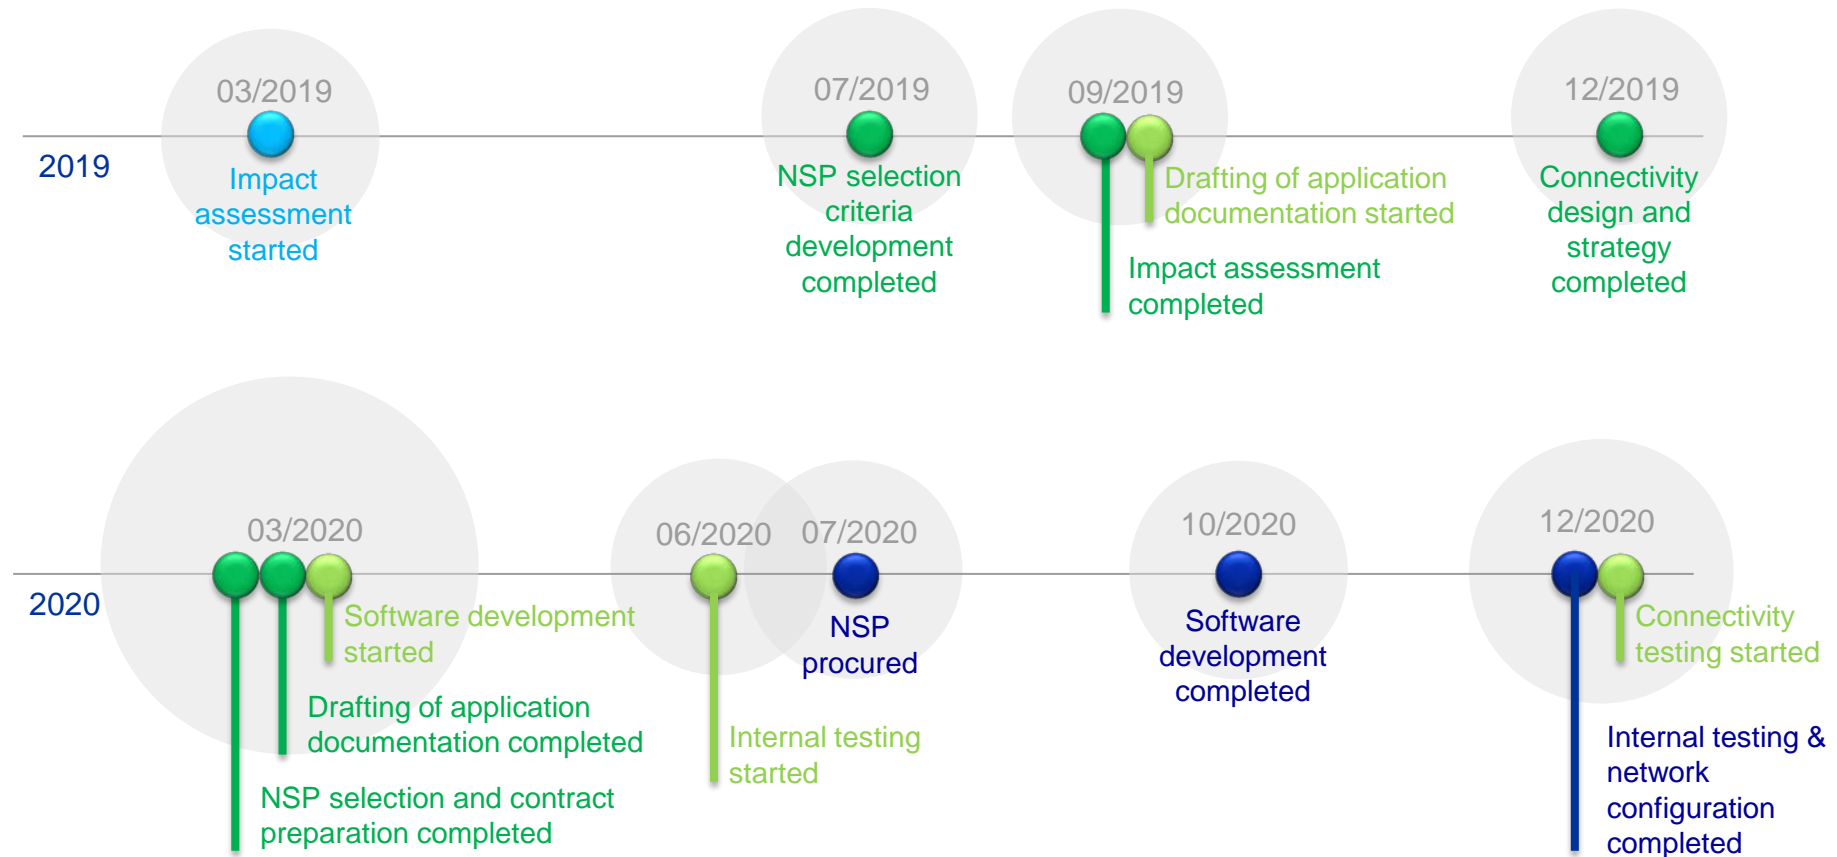 03/2019
07/2019
09/2019
12/2019
2019
Impact
assessment
started
NSP selection
criteria
development
completed
Drafting of application
documentation started
Impact assessment
completed
Connectivity
design and
strategy
completed
03/2020
06/2020
07/2020
10/2020
12/2020
2020
Software development
started
Drafting of application
documentation completed
NSP selection and contract
preparation completed
Internal testing
started
NSP
procured
Software
development
completed
Connectivity
testing started
Internal testing &
network
configuration
completed